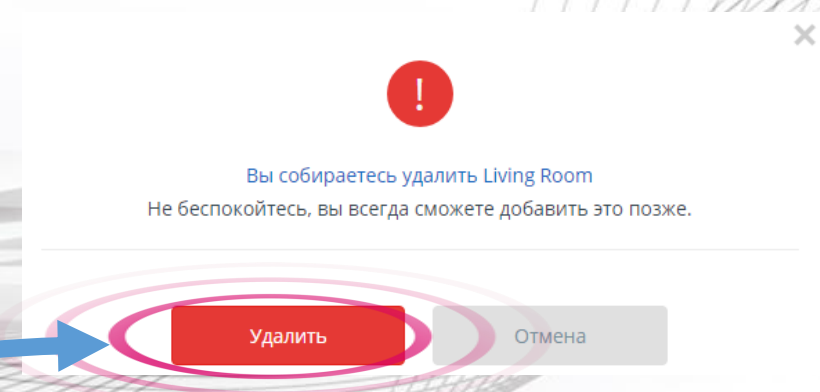 !
Вы собираетесь удалить Living Room
Не беспокойтесь, вы всегда сможете добавить это позже.
Удалить
Отмена